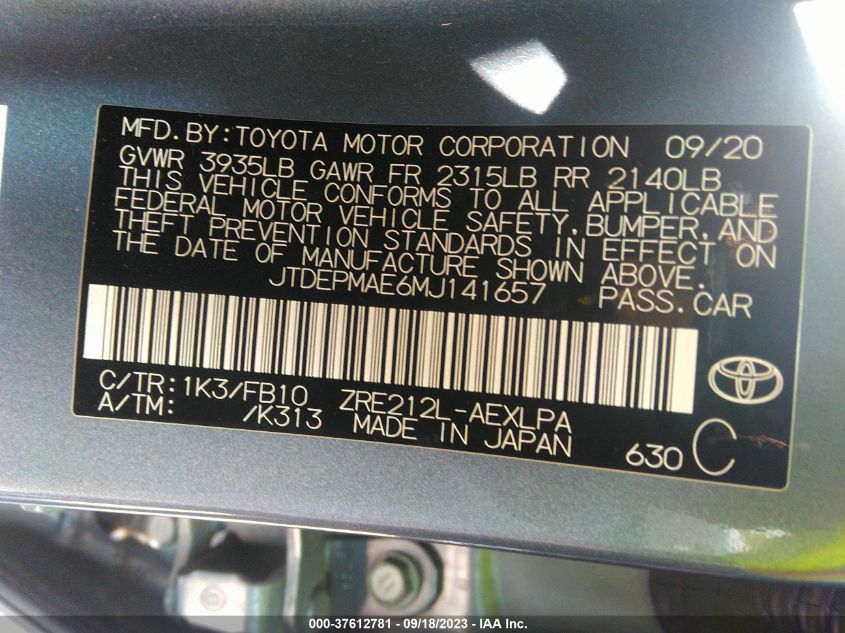 MFD.BY:TOYOTA MOTOR CORPORATION 09/20
GVWR 3935LB GAWR FR 2315LB RR 2140LB
THIS VEHICLE CONFORMS TO ALL APPLICABLE
FEDERAL MOTOR VEHICLE SAFETY,BUMPER,AND
THEFT PREVENTION STANDARDS IN EFFECT ON
THE DATE OF MANUFACTURE SHOWN ABOVE.
JTDEPMAE6MJ141657 PASS.CAR
C/TR:1K3/FB10 ZRE212L-AEXLPA
A/TM: /K313 MADE IN JAPAN
630 C
000-37612781 - 09/18/2023 - IAA Inc.